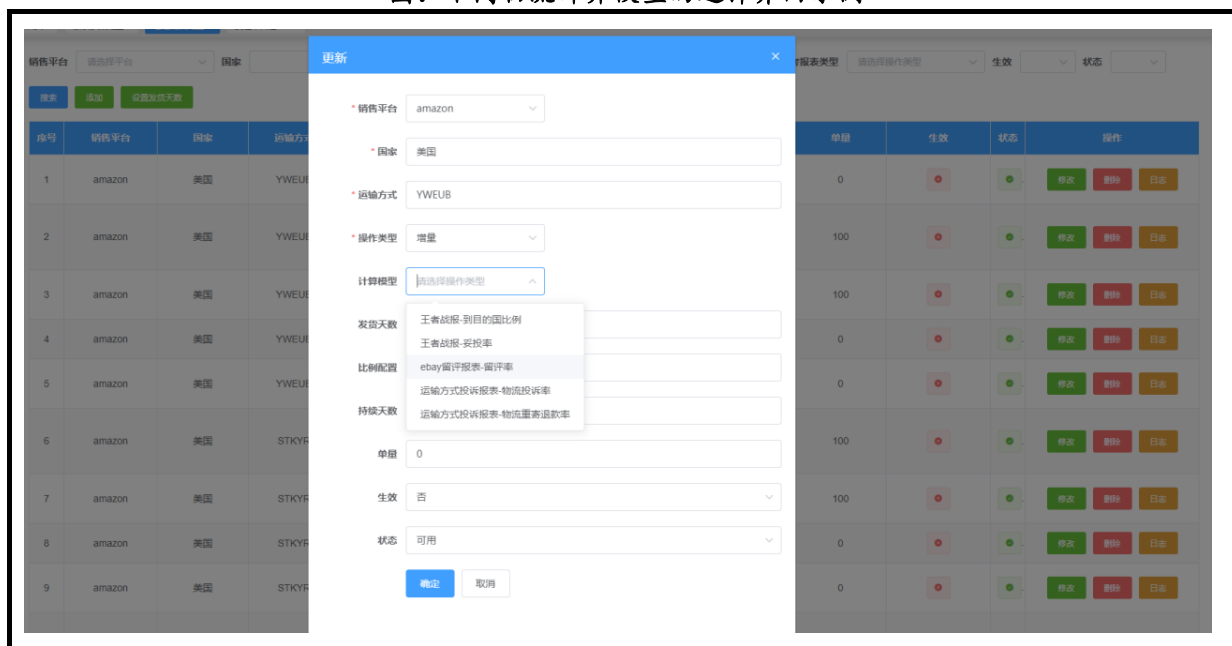 更新
销售平台 请选择平台 国家 报表类型 请选择操作类型 生效 状态
搜索 添加 设置发货天数
序号 销售平台 国家 运输方式 单量 生效 状态 操作
1 amazon 美国 YWEUB 0 修改 删除 日志
2 amazon 美国 YWEUB 100 修改 删除 日志
3 amazon 美国 YWEUB 100 修改 删除 日志
4 amazon 美国 YWEUB 0 修改 删除 日志
5 amazon 美国 YWEUB 0 修改 删除 日志
6 amazon 美国 STKYR 100 修改 删除 日志
7 amazon 美国 STKYR 100 修改 删除 日志
8 amazon 美国 STKYR 0 修改 删除 日志
9 amazon 美国 STKYR 0 修改 删除 日志
* 销售平台 amazon
* 国家 美国
* 运输方式 YWEUB
* 操作类型 增量
计算模型 请选择操作类型
王者战报-到目的国比例
发货天数
王者战报-妥投率
比例配置 ebay留评报表-留评率
运输方式投诉报表-物流投诉率
持续天数 运输方式投诉报表-物流重寄退款率
单量 0
生效 否
状态 可用
确定 取消